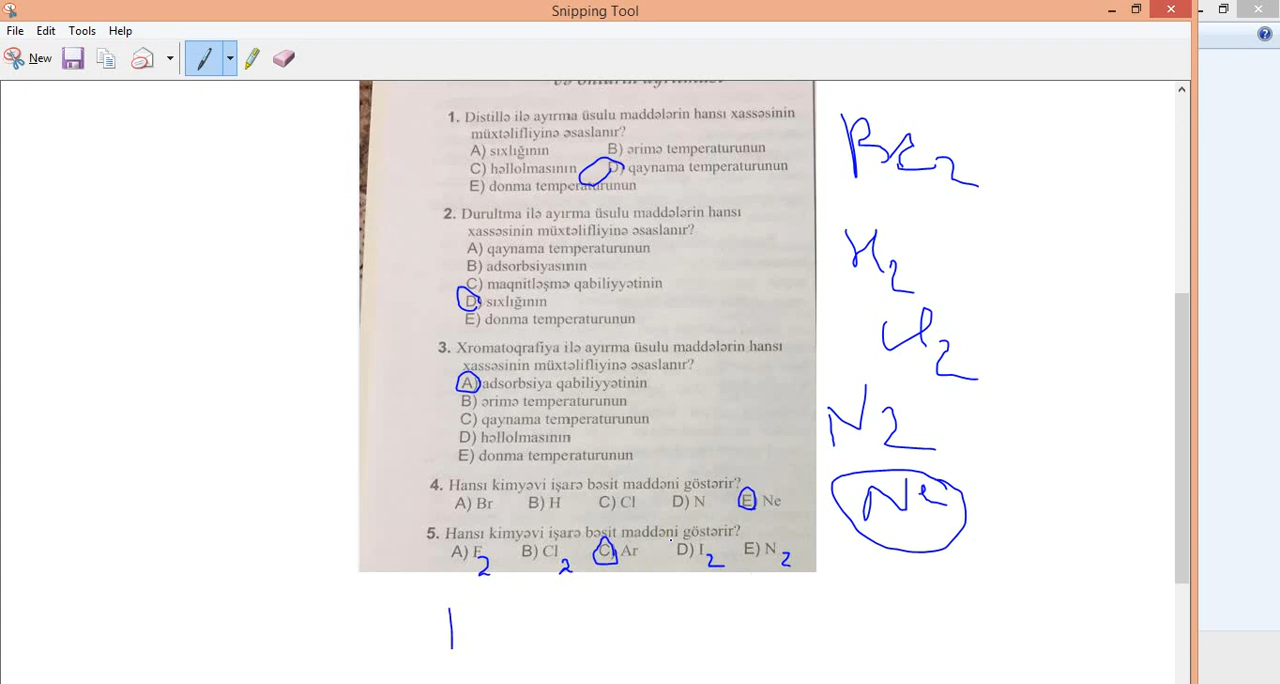 Snipping Tool
File Edit Tools Help
New
1. Distillə ilə ayırma üsulu maddələrin hansı xassəsinin
müxtəlifliyinə əsaslanır?
A) sıxlığının B) ərimə temperaturunun
C) həllolmasının D) qaynama temperaturunun
E) donma temperaturunun
2. Durultma ilə ayırma üsulu maddələrin hansı
xassəsinin müxtəlifliyinə əsaslanır?
A) qaynama temperaturunun
B) adsorbsiyasının
C) maqnitləşmə qabiliyyətinin
D) sıxlığının
E) donma temperaturunun
3. Xromatoqrafiya ilə ayırma üsulu maddələrin hansı
xassəsinin müxtəlifliyinə əsaslanır?
A) adsorbsiya qabiliyyətinin
B) ərimə temperaturunun
C) qaynama temperaturunun
D) həllolmasının
E) donma temperaturunun
4. Hansı kimyəvi işarə bəsit maddəni göstərir?
A) Br B) H C) Cl D) N E) Ne
5. Hansı kimyəvi işarə bəsit maddəni göstərir?
A) F2 B) Cl2 C) Ar D) I2 E) N2
H2
Cl2
N2
Ne